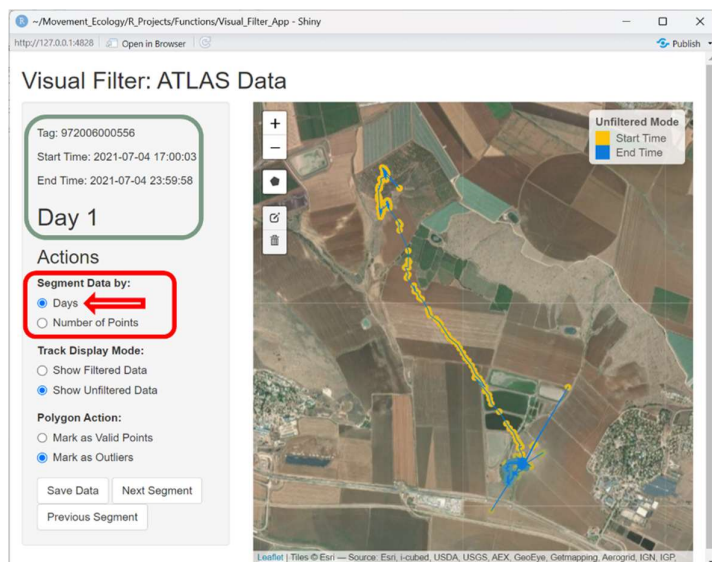 ~/Movement_Ecology/R_Projects/Functions/Visual_Filter_App - Shiny
http://127.0.0.1:4828 Open in Browser Publish
Visual Filter: ATLAS Data
Tag: 972006000556
Start Time: 2021-07-04 17:00:03
End Time: 2021-07-04 23:59:58
Day 1
Actions
Segment Data by:
Days
Number of Points
Track Display Mode:
Show Filtered Data
Show Unfiltered Data
Polygon Action:
Mark as Valid Points
Mark as Outliers
Save Data Next Segment
Previous Segment
+
−
Unfiltered Mode
Start Time
End Time
Leaflet | Tiles © Esri — Source: Esri, i-cubed, USDA, USGS, AEX, GeoEye, Getmapping, Aerogrid, IGN, IGP,